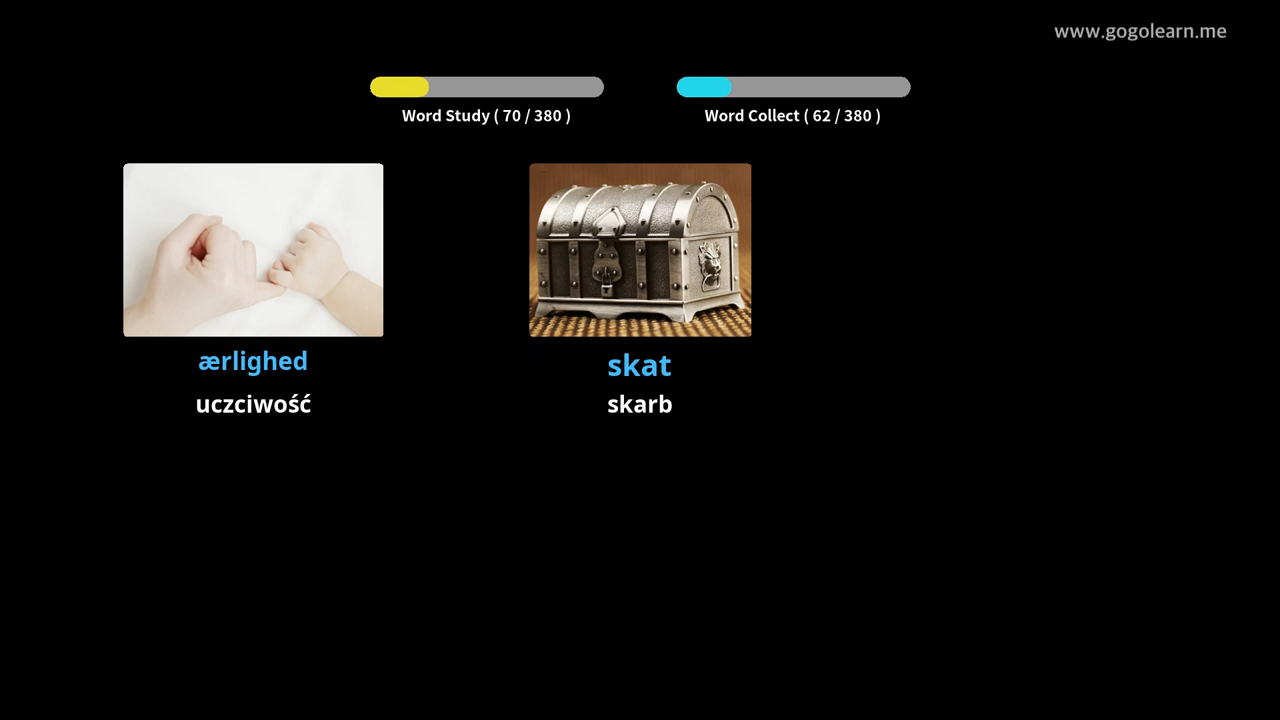 www.gogolearn.me
Word Study ( 70 / 380 )
Word Collect ( 62 / 380 )
ærlighed
uczciwość
skat
skarb